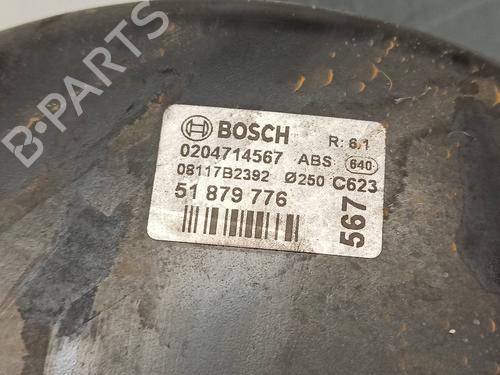 B-PARTS
BOSCH R: 6.1
0204714567 ABS 640
08117B2392 Ø250 C623
51 879 776
567